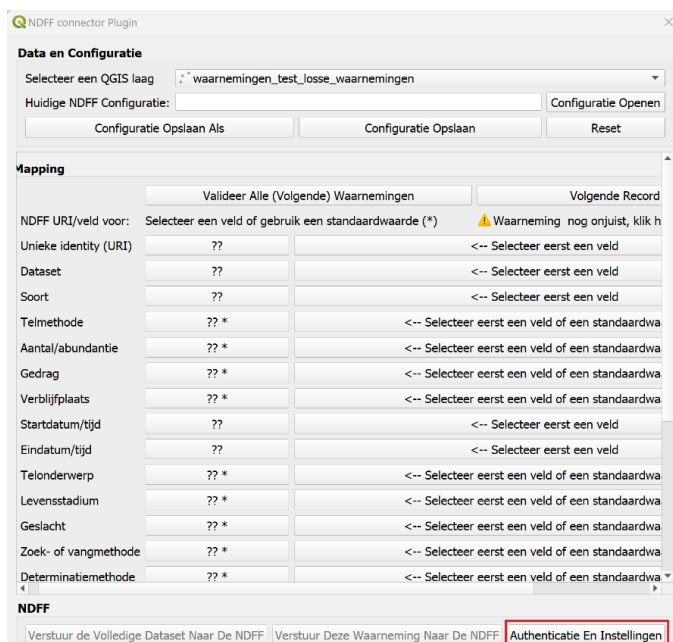 NDFF connector Plugin
Data en Configuratie
Selecteer een QGIS laag waarnemingen_test_losse_waarnemingen
Huidige NDFF Configuratie: Configuratie Openen
Configuratie Opslaan Als Configuratie Opslaan Reset
Mapping
Valideer Alle (Volgende) Waarnemingen Volgende Record
NDFF URI/veld voor: Selecteer een veld of gebruik een standaardwaarde (*) Waarneming nog onjuist, klik h
Unieke identity (URI) ?? <-- Selecteer eerst een veld
Dataset ?? <-- Selecteer eerst een veld
Soort ?? <-- Selecteer eerst een veld
Telmethode ?? * <-- Selecteer eerst een veld of een standaardwa
Aantal/abundantie ?? * <-- Selecteer eerst een veld of een standaardwa
Gedrag ?? * <-- Selecteer eerst een veld of een standaardwa
Verblijfplaats ?? * <-- Selecteer eerst een veld of een standaardwa
Startdatum/tijd ?? <-- Selecteer eerst een veld
Eindatum/tijd ?? <-- Selecteer eerst een veld
Telonderwerp ?? * <-- Selecteer eerst een veld of een standaardwa
Levensstadium ?? * <-- Selecteer eerst een veld of een standaardwa
Geslacht ?? * <-- Selecteer eerst een veld of een standaardwa
Zoek- of vangmethode ?? * <-- Selecteer eerst een veld of een standaardwa
Determinatiemethode ?? * <-- Selecteer eerst een veld of een standaardwa
NDFF
Verstuur de Volledige Dataset Naar De NDFF Verstuur Deze Waarneming Naar De NDFF Authenticatie En Instellingen